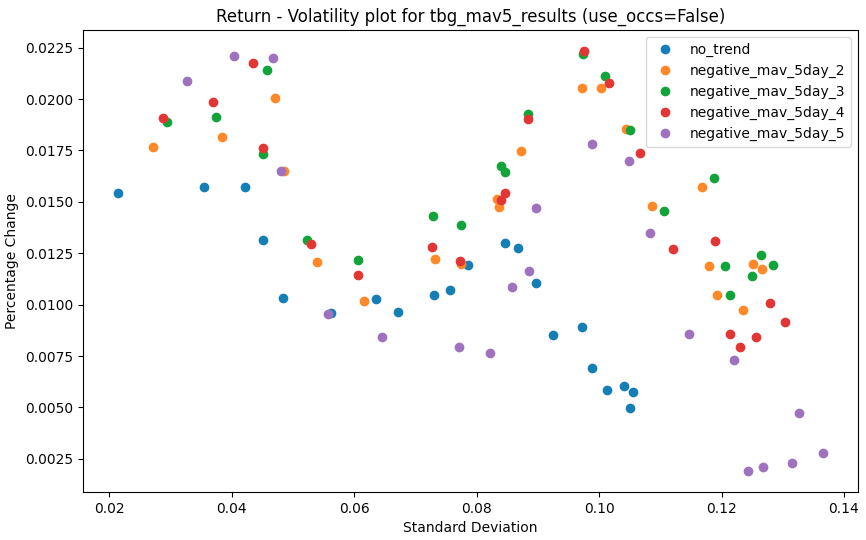 Return - Volatility plot for tbg_mav5_results (use_occs=False)
no_trend
negative_mav_5day_2
negative_mav_5day_3
negative_mav_5day_4
negative_mav_5day_5
Percentage Change
0.0225
0.0200
0.0175
0.0150
0.0125
0.0100
0.0075
0.0050
0.0025
0.02 0.04 0.06 0.08 0.10 0.12 0.14
Standard Deviation